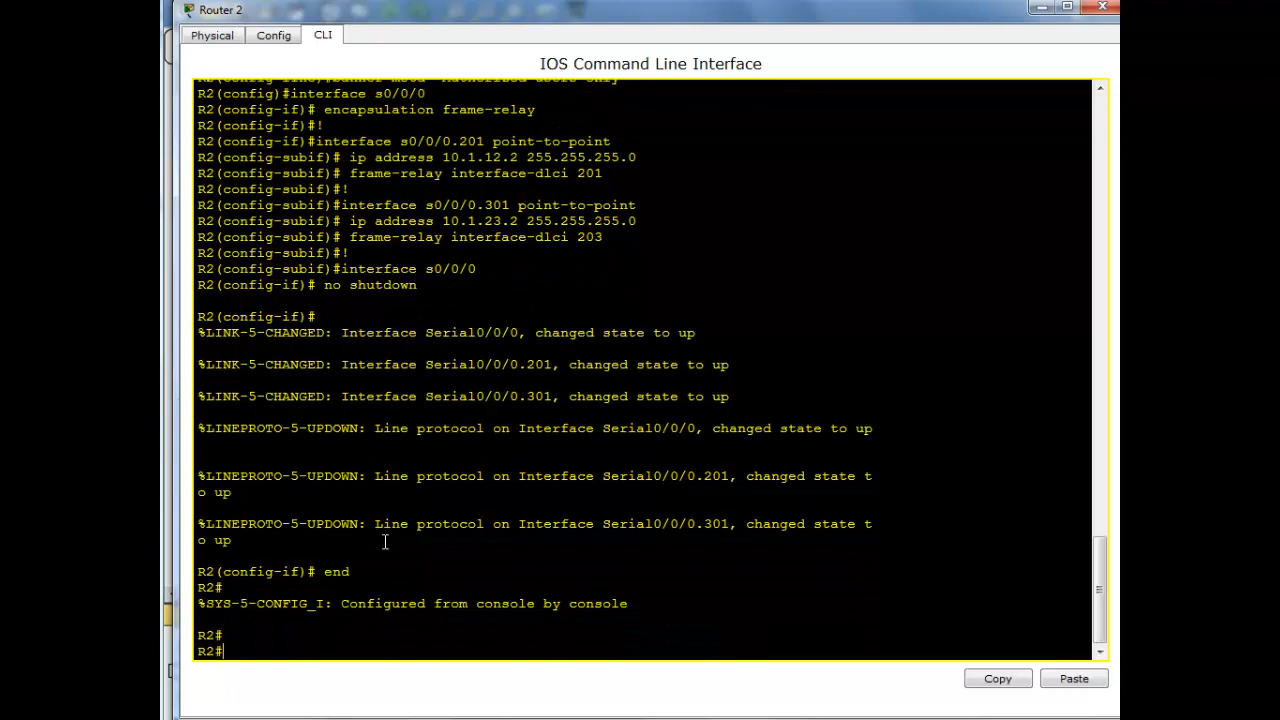 Router 2
Physical Config CLI
IOS Command Line Interface
R2(config)#interface s0/0/0
R2(config-if)# encapsulation frame-relay
R2(config-if)#!
R2(config-if)#interface s0/0/0.201 point-to-point
R2(config-subif)# ip address 10.1.12.2 255.255.255.0
R2(config-subif)# frame-relay interface-dlci 201
R2(config-subif)#!
R2(config-subif)#interface s0/0/0.301 point-to-point
R2(config-subif)# ip address 10.1.23.2 255.255.255.0
R2(config-subif)# frame-relay interface-dlci 203
R2(config-subif)#!
R2(config-subif)#interface s0/0/0
R2(config-if)# no shutdown
R2(config-if)#
%LINK-5-CHANGED: Interface Serial0/0/0, changed state to up
%LINK-5-CHANGED: Interface Serial0/0/0.201, changed state to up
%LINK-5-CHANGED: Interface Serial0/0/0.301, changed state to up
%LINEPROTO-5-UPDOWN: Line protocol on Interface Serial0/0/0, changed state to up
%LINEPROTO-5-UPDOWN: Line protocol on Interface Serial0/0/0.201, changed state t
o up
%LINEPROTO-5-UPDOWN: Line protocol on Interface Serial0/0/0.301, changed state t
o up
R2(config-if)# end
R2#
%SYS-5-CONFIG_I: Configured from console by console
R2#
R2#
Copy Paste